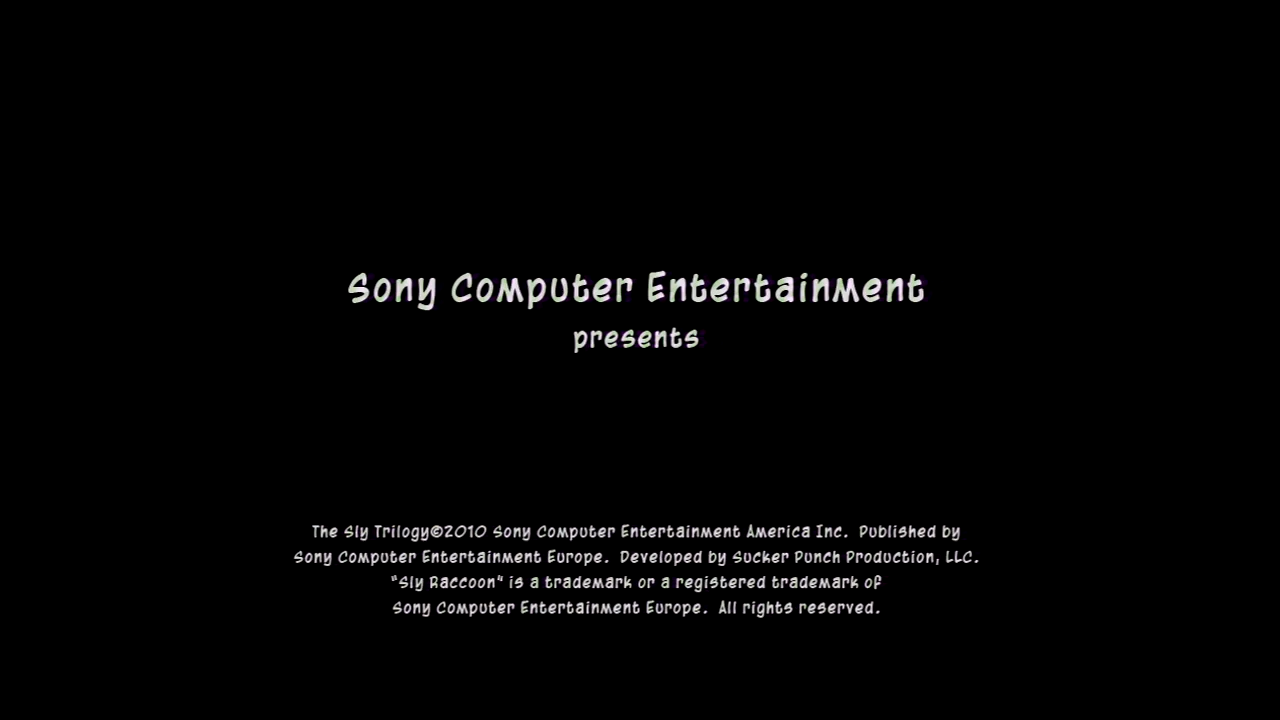 Sony Computer Entertainment
presents
The Sly Trilogy©2010 Sony Computer Entertainment America Inc. Published by
Sony Computer Entertainment Europe. Developed by Sucker Punch Production, LLC.
"Sly Raccoon" is a trademark or a registered trademark of
Sony Computer Entertainment Europe. All rights reserved.